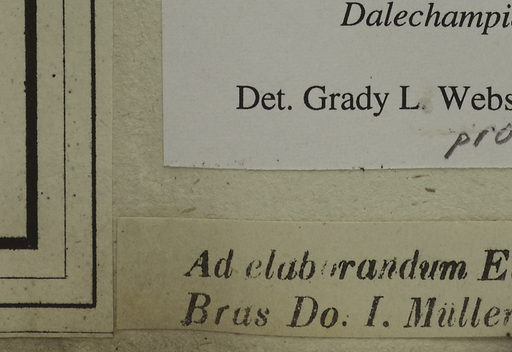 Dalechampi
Det. Grady L. Webs
pro
Ad elaborandum E
Bras Do. I. Müller